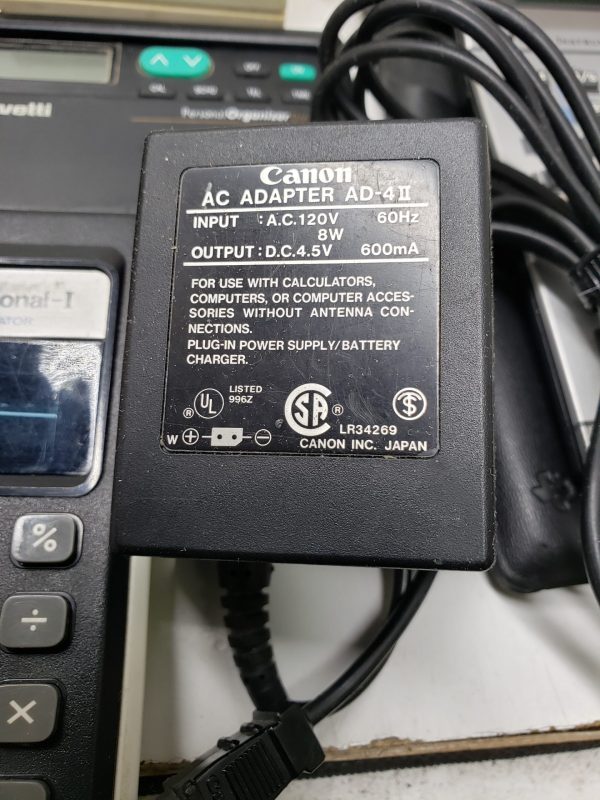 Personal Organizer
Canon
AC ADAPTER AD-4 II
INPUT : A.C. 120V 60Hz
8W
OUTPUT : D.C. 4.5V 600mA
FOR USE WITH CALCULATORS,
COMPUTERS, OR COMPUTER ACCES-
SORIES WITHOUT ANTENNA CON-
NECTIONS.
PLUG-IN POWER SUPPLY/BATTERY
CHARGER.
® UL LISTED
996Z
SA ®
LR34269
W + -
CANON INC. JAPAN
%
÷
×